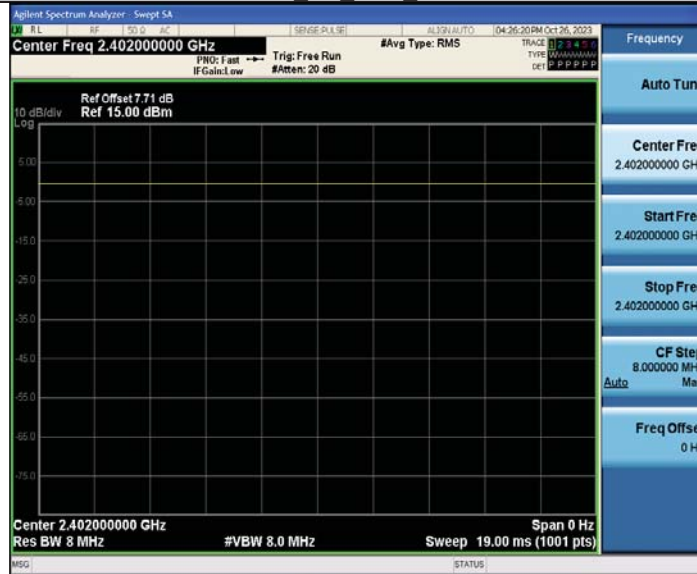 Agilent Spectrum Analyzer - Swept SA
LXI RL RF 50 Ω AC SENSE:PULSE ALIGN AUTO 04:26:20 PM Oct 26, 2023
Center Freq 2.402000000 GHz
#Avg Type: RMS
TRACE 1 2 3 4 5 6
TYPE WWWWWW
DET P P P P P P
PNO: Fast
IFGain:Low
Trig: Free Run
#Atten: 20 dB
Frequency
Auto Tun
Center Fre
2.402000000 GH
Start Fre
2.402000000 GH
Stop Fre
2.402000000 GH
CF Ste
8.000000 MH
Auto Ma
Freq Offse
0 H
Ref Offset 7.71 dB
10 dB/div Ref 15.00 dBm
Log
5.00
-5.00
-15.0
-25.0
-35.0
-45.0
-55.0
-65.0
-75.0
Center 2.402000000 GHz Span 0 Hz
Res BW 8 MHz #VBW 8.0 MHz Sweep 19.00 ms (1001 pts)
MSG STATUS